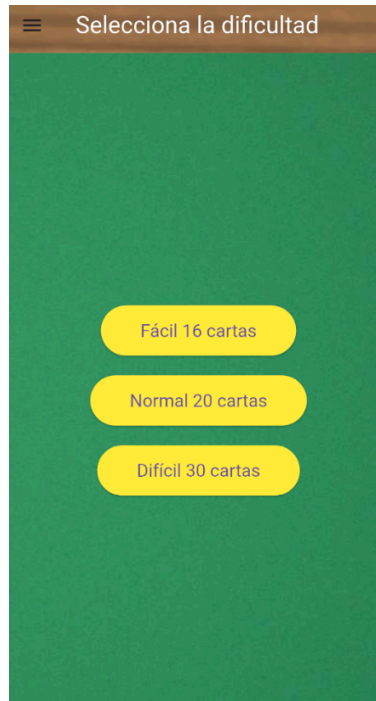 Selecciona la dificultad
Fácil 16 cartas
Normal 20 cartas
Difícil 30 cartas